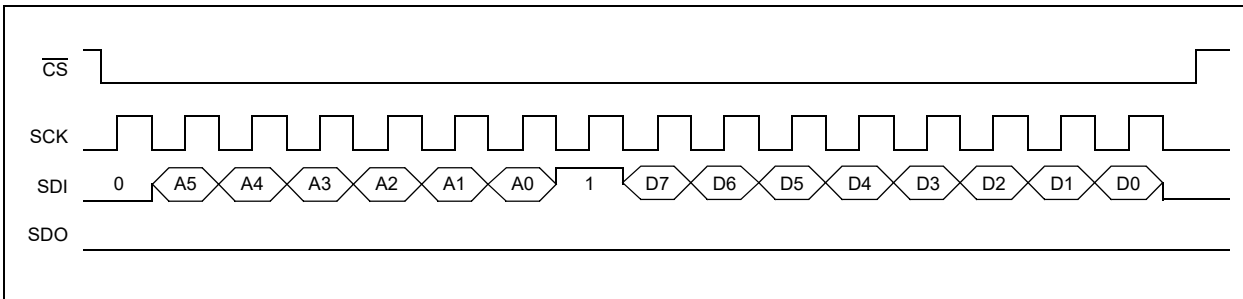 C̅S̅
SCK
SDI 0 A5 A4 A3 A2 A1 A0 1 D7 D6 D5 D4 D3 D2 D1 D0
SDO